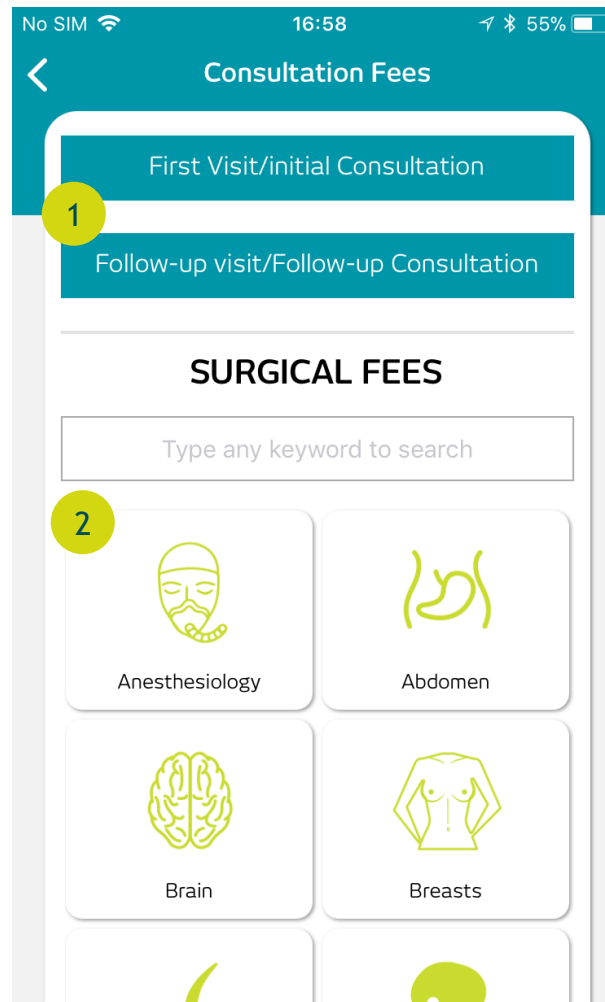 No SIM 16:58 55%
Consultation Fees
First Visit/initial Consultation
1
Follow-up visit/Follow-up Consultation
SURGICAL FEES
Type any keyword to search
2
Anesthesiology Abdomen
Brain Breasts